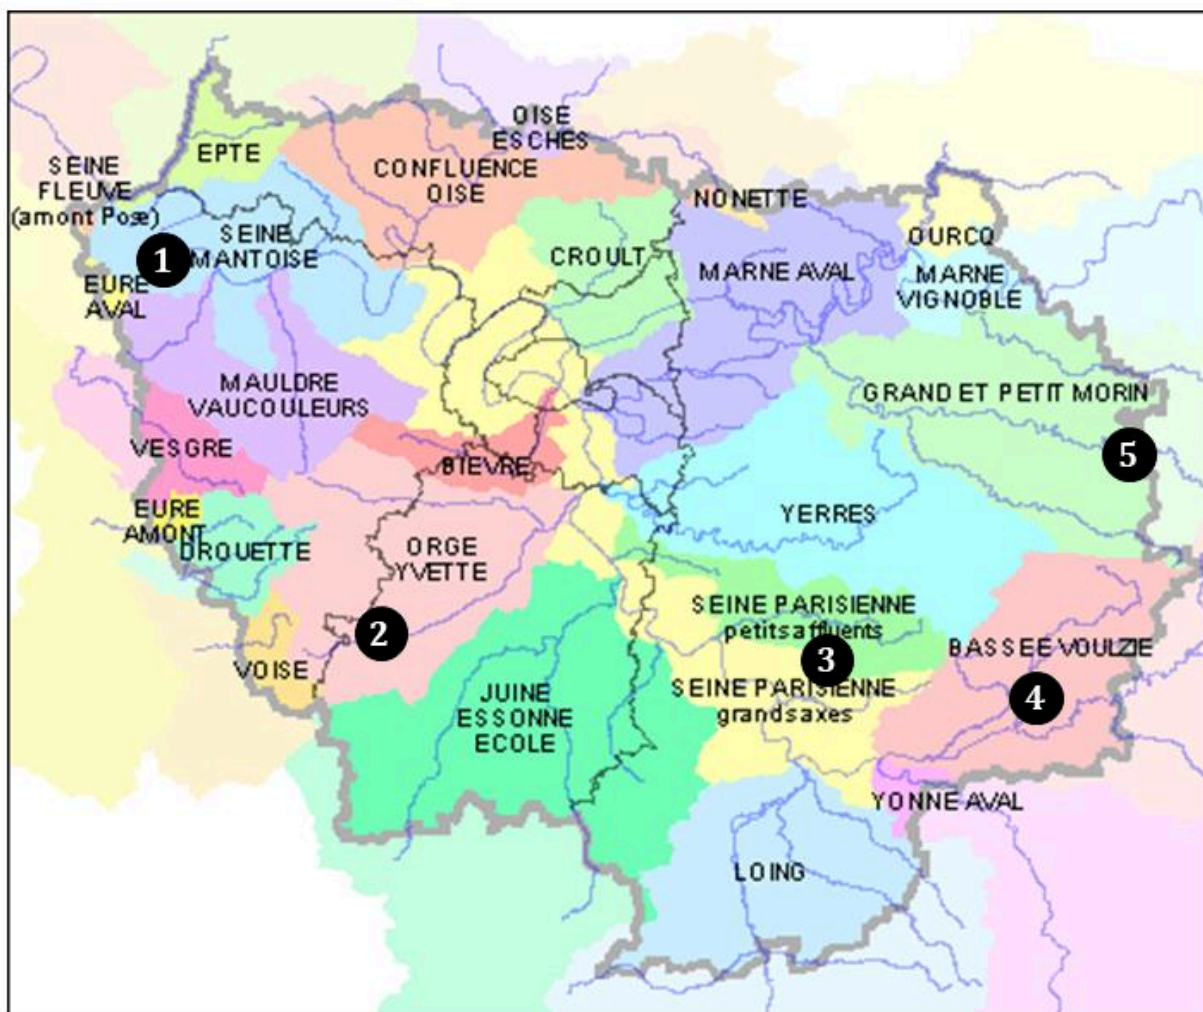 OISE
ESCHES
EPTE
CONFLUENCE
OISE
SEINE
FLEUVE
(amont Pose)
NONETTE
SEINE
MANTOISE
1
CROULT
OURCQ
MARNE AVAL
MARNE
VIGNOBLE
EURE
AVAL
MAULDRE
VAUCOULEURS
GRAND ET PETIT MORIN
VESGRE
BIEVRE
5
EURE
AMONT
DROUETTE
YERRES
ORGE
YVETTE
2
SEINE PARISIENNE
petits affluents
3
BASSEE VOULZIE
VOISE
SEINE PARISIENNE
grands axes
4
JUINE
ESSONNE
ECOLE
YONNE AVAL
LOING